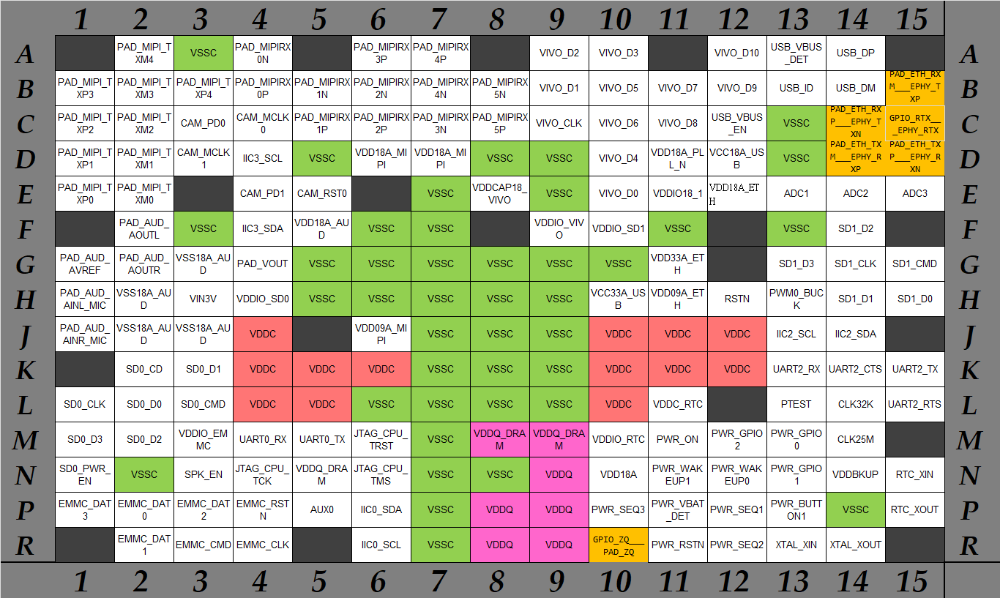 1 2 3 4 5 6 7 8 9 10 11 12 13 14 15
A PAD_MIPI_TXM4 VSSC PAD_MIPIRX0N PAD_MIPIRX3P PAD_MIPIRX4P VIVO_D2 VIVO_D3 VIVO_D10 USB_VBUS_DET USB_DP A
B PAD_MIPI_TXP3 PAD_MIPI_TXM3 PAD_MIPI_TXP4 PAD_MIPIRX0P PAD_MIPIRX1N PAD_MIPIRX2N PAD_MIPIRX4N PAD_MIPIRX5N VIVO_D1 VIVO_D5 VIVO_D7 VIVO_D9 USB_ID USB_DM PAD_ETH_RXM___EPHY_TXP B
C PAD_MIPI_TXP2 PAD_MIPI_TXM2 CAM_PD0 CAM_MCLK0 PAD_MIPIRX1P PAD_MIPIRX2P PAD_MIPIRX3N PAD_MIPIRX5P VIVO_CLK VIVO_D6 VIVO_D8 USB_VBUS_EN VSSC PAD_ETH_RXP___EPHY_TXN GPIO_RTX___EPHY_RTX C
D PAD_MIPI_TXP1 PAD_MIPI_TXM1 CAM_MCLK1 IIC3_SCL VSSC VDD18A_MIPI VDD18A_MIPI VSSC VSSC VIVO_D4 VDD18A_PLL_N VCC18A_USB VSSC PAD_ETH_TXM___EPHY_RXP PAD_ETH_TXP___EPHY_RXN D
E PAD_MIPI_TXP0 PAD_MIPI_TXM0 CAM_PD1 CAM_RST0 VSSC VDDCAP18_VIVO VSSC VIVO_D0 VDDIO18_1 VDD18A_ETH ADC1 ADC2 ADC3 E
F PAD_AUD_AOUTL VSSC IIC3_SDA VDD18A_AUD VSSC VSSC VDDIO_VIVO VDDIO_SD1 VSSC VSSC SD1_D2 F
G PAD_AUD_AVREF PAD_AUD_AOUTR VSS18A_AUD PAD_VOUT VSSC VSSC VSSC VSSC VSSC VSSC VDD33A_ETH SD1_D3 SD1_CLK SD1_CMD G
H PAD_AUD_AINL_MIC VSS18A_AUD VIN3V VDDIO_SD0 VSSC VSSC VSSC VSSC VSSC VCC33A_USB VDD09A_ETH RSTN PWM0_BUCK SD1_D1 SD1_D0 H
J PAD_AUD_AINR_MIC VSS18A_AUD VSS18A_AUD VDDC VDD09A_MIPI VSSC VSSC VSSC VDDC VDDC VDDC IIC2_SCL IIC2_SDA J
K SD0_CD SD0_D1 VDDC VDDC VDDC VSSC VSSC VSSC VDDC VDDC VDDC UART2_RX UART2_CTS UART2_TX K
L SD0_CLK SD0_D0 SD0_CMD VDDC VDDC VSSC VSSC VSSC VSSC VDDC VDDC_RTC PTEST CLK32K UART2_RTS L
M SD0_D3 SD0_D2 VDDIO_EMMC UART0_RX UART0_TX JTAG_CPU_TRST VSSC VDDQ_DRAM VDDQ_DRAM VDDIO_RTC PWR_ON PWR_GPIO2 PWR_GPIO0 CLK25M M
N SD0_PWR_EN VSSC SPK_EN JTAG_CPU_TCK VDDQ_DRAM JTAG_CPU_TMS VSSC VSSC VDDQ VDD18A PWR_WAKEUP1 PWR_WAKEUP0 PWR_GPIO1 VDDBKUP RTC_XIN N
P EMMC_DAT3 EMMC_DAT0 EMMC_DAT2 EMMC_RSTN AUX0 IIC0_SDA VSSC VDDQ VDDQ PWR_SEQ3 PWR_VBAT_DET PWR_SEQ1 PWR_BUTTON1 VSSC RTC_XOUT P
R EMMC_DAT1 EMMC_CMD EMMC_CLK IIC0_SCL VSSC VDDQ VDDQ GPIO_ZQ___PAD_ZQ PWR_RSTN PWR_SEQ2 XTAL_XIN XTAL_XOUT R
1 2 3 4 5 6 7 8 9 10 11 12 13 14 15